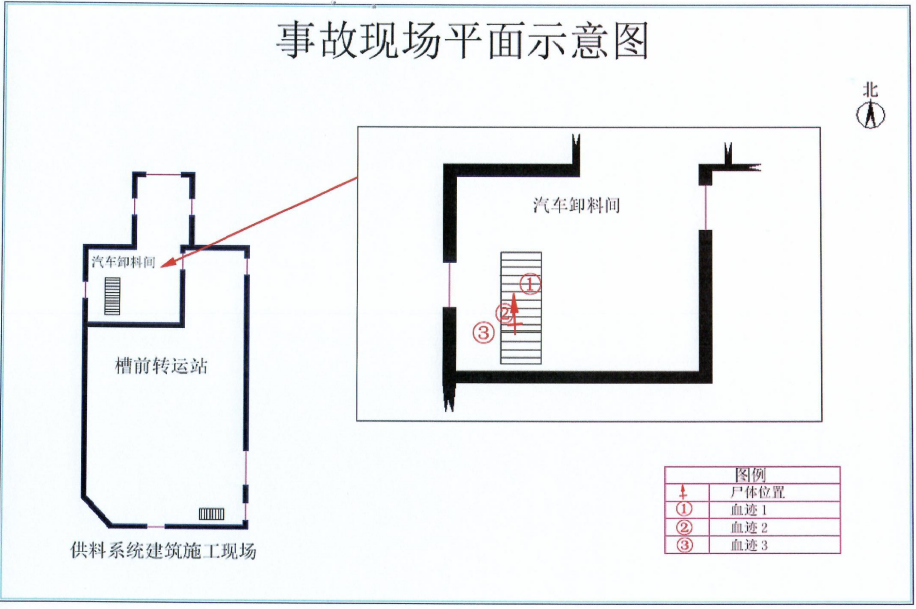 事故现场平面示意图
北
汽车卸料间
①
②
③
汽车卸料间
槽前转运站
供料系统建筑施工现场
图例
尸体位置
① 血迹 1
② 血迹 2
③ 血迹 3